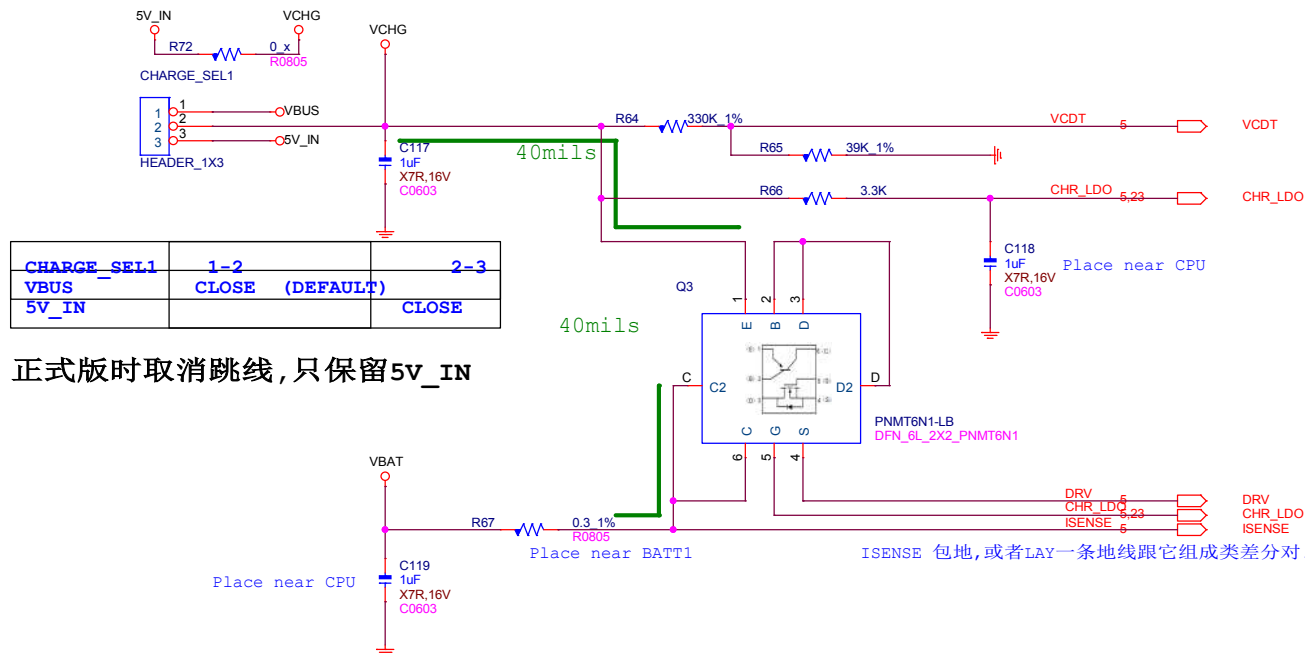 5V_IN
VCHG
R72
0_x
R0805
VCHG
CHARGE_SEL1
1
2
3
1
2
3
VBUS
5V_IN
HEADER_1X3
C117
1uF
X7R,16V
C0603
40mils
R64
330K_1%
VCDT
5
VCDT
R65
39K_1%
R66
3.3K
CHR_LDO
5,23
CHR_LDO
C118
1uF
X7R,16V
C0603
Place near CPU
CHARGE_SEL1 1-2 2-3
VBUS CLOSE (DEFAULT)
5V_IN CLOSE
正式版时取消跳线,只保留5V_IN
40mils
Q3
1
2
3
E
B
D
C
C2
D2
D
C
G
S
6
5
4
PNMT6N1-LB
DFN_6L_2X2_PNMT6N1
VBAT
R67
0.3_1%
R0805
Place near BATT1
DRV
5
DRV
CHR_LDO
5,23
CHR_LDO
ISENSE
5
ISENSE
ISENSE 包地,或者LAY一条地线跟它组成类差分对
Place near CPU
C119
1uF
X7R,16V
C0603